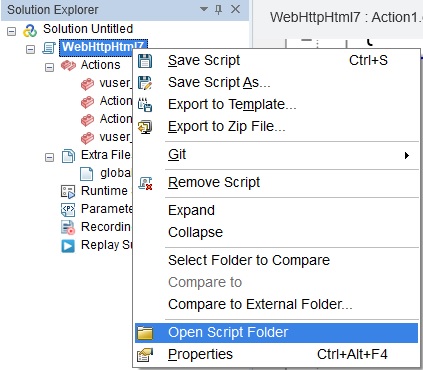 Solution Explorer
WebHttpHtml7 : Action1.
Solution Untitled
WebHttpHtml7
Actions
vuser_
Action
Action
vuser_
Extra File
globa
Runtime
Paramete
Recordin
Replay Su
Save Script Ctrl+S
Save Script As...
Export to Template...
Export to Zip File...
Git
Remove Script
Expand
Collapse
Select Folder to Compare
Compare to
Compare to External Folder...
Open Script Folder
Properties Ctrl+Alt+F4